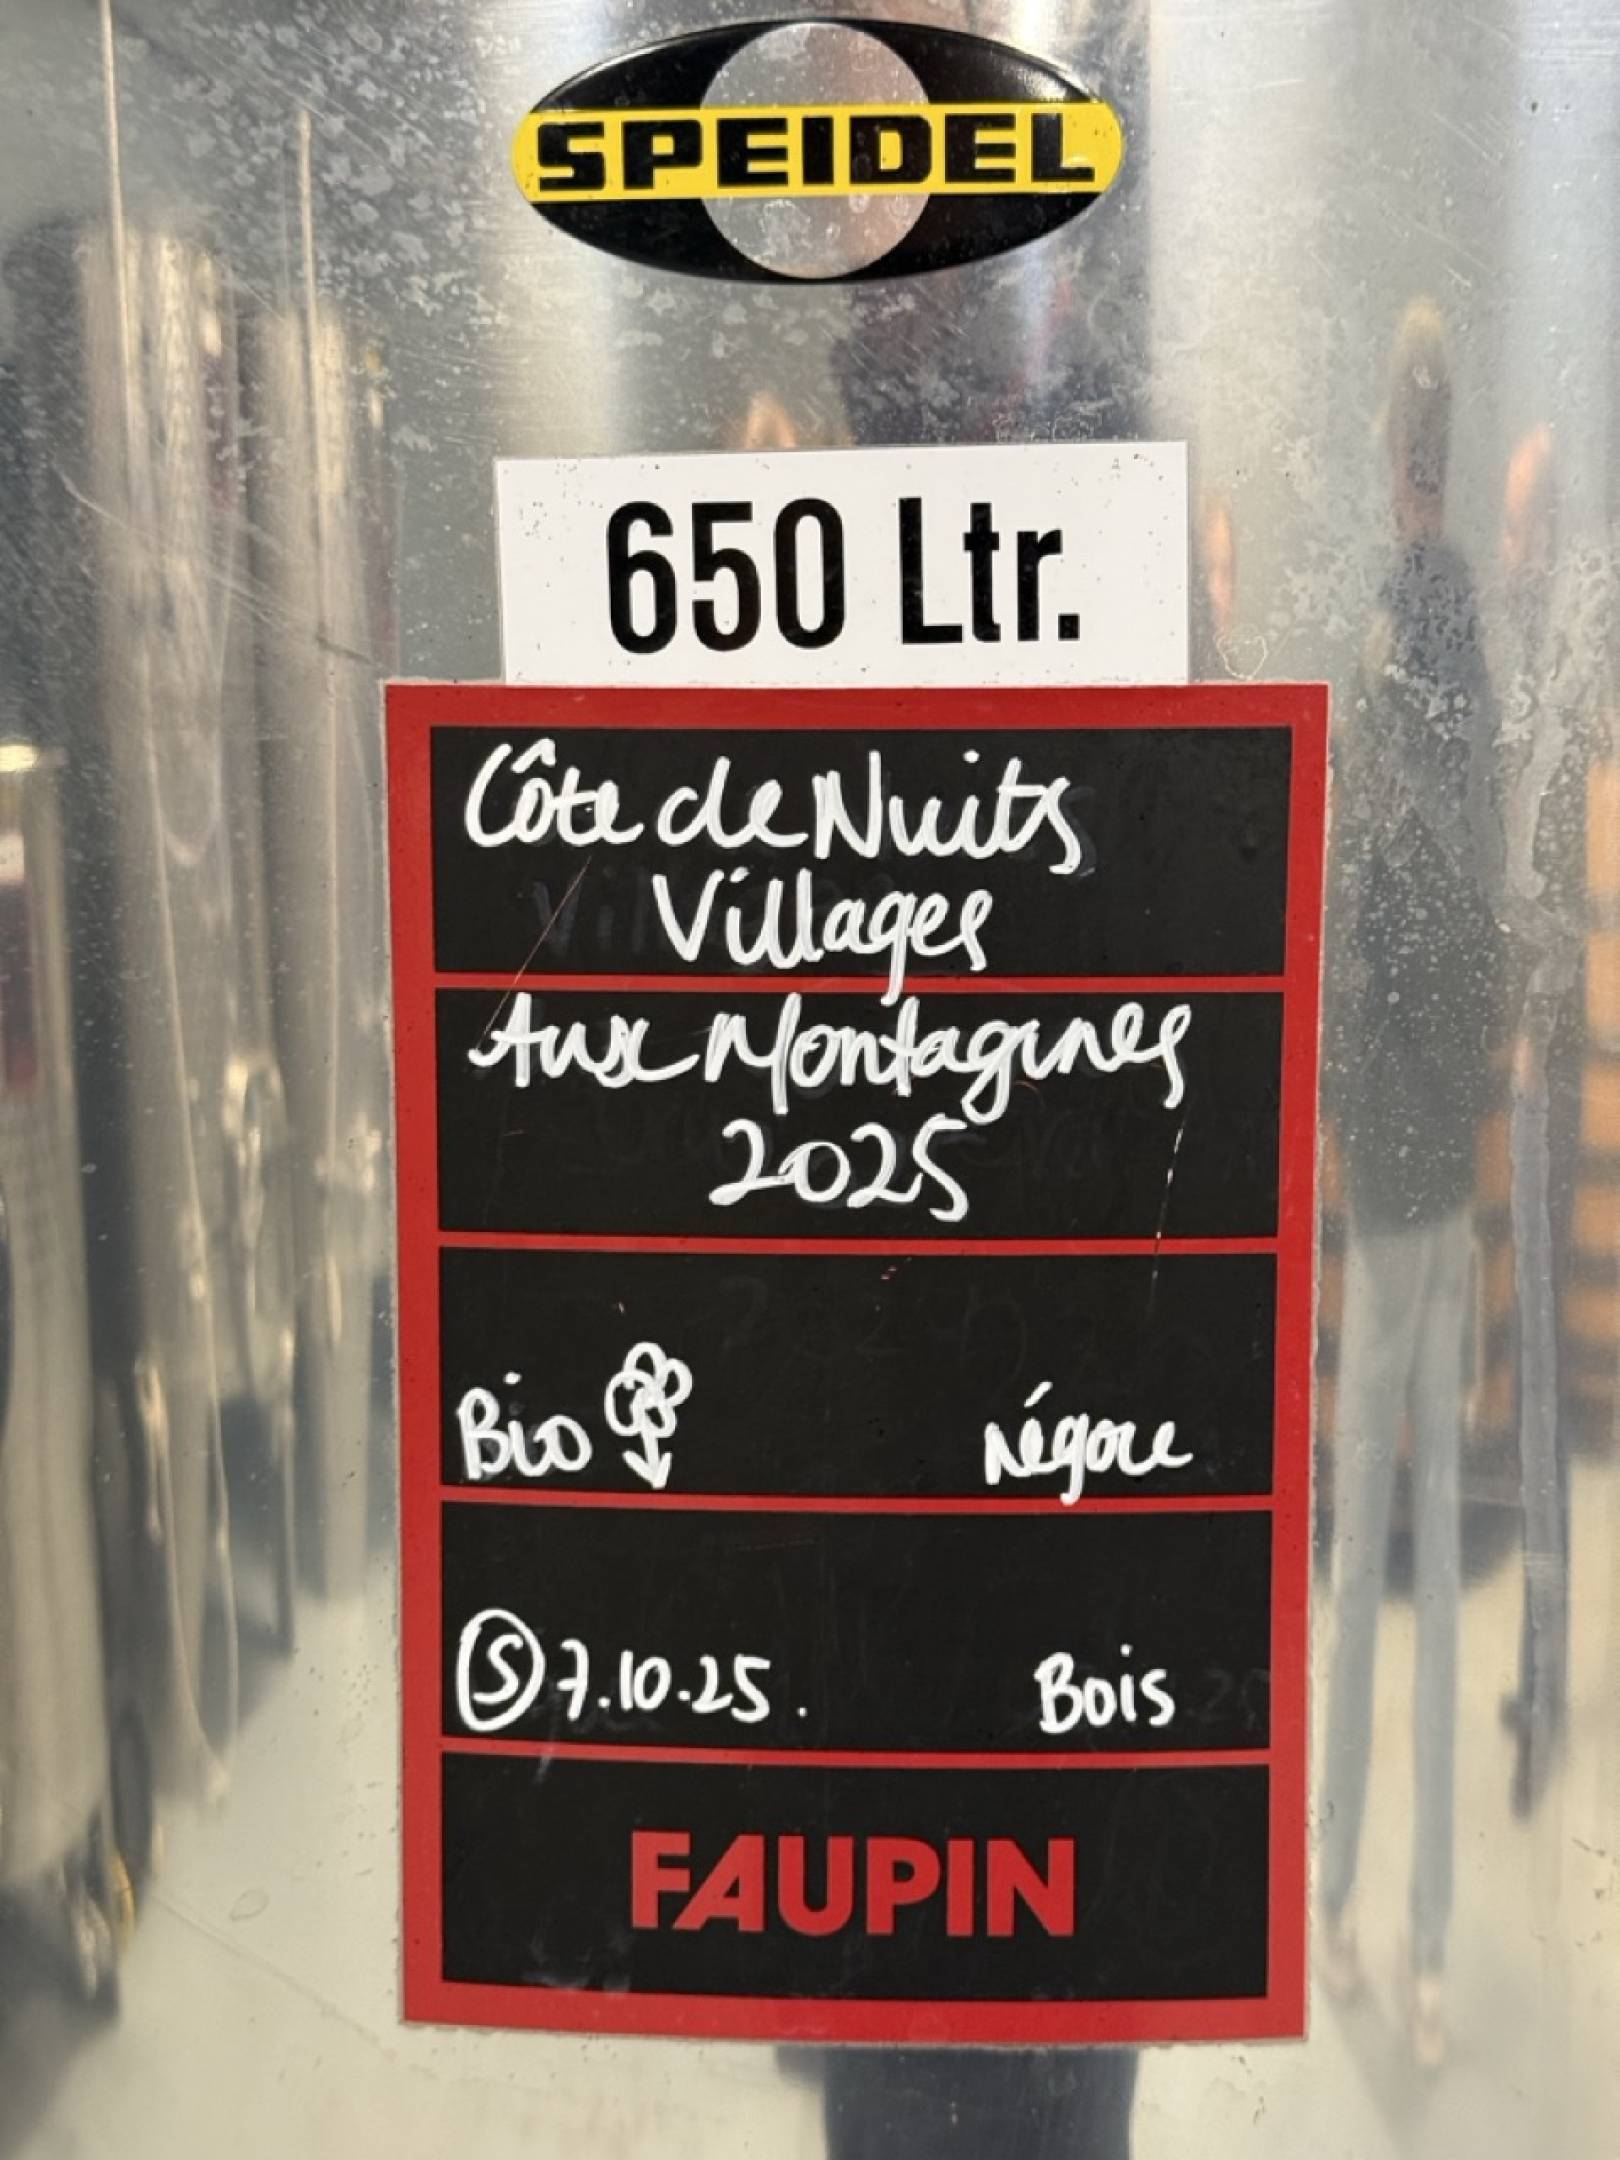 SPEIDEL
650 Ltr.
Côte de Nuits
Villages
Aux Montagnes
2025
Bio négoce
S 7.10.25. Bois
FAUPIN